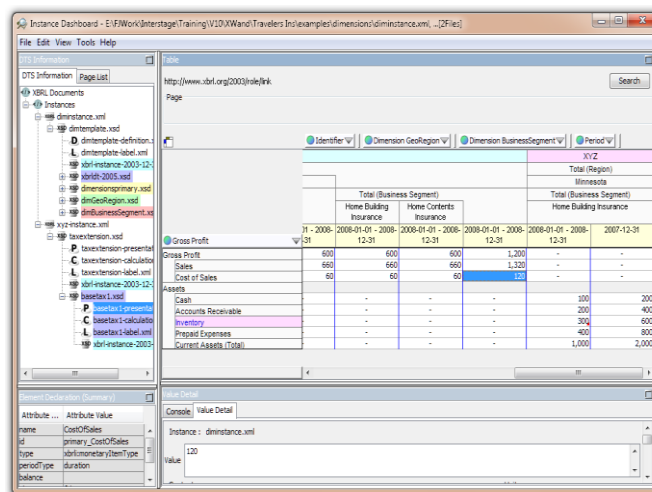 Instance Dashboard - E:\FJWork\Interstage\Training\V10\XWand\Travelers Ins\examples\dimensions\diminstance.xml, ...[2Files]
File Edit View Tools Help
DTS Information
DTS Information Page List
XBRL Documents
Instances
diminstance.xml
dimtemplate.xsd
dimtemplate-definition.
dimtemplate-label.xml
xbrl-instance-2003-12-
xbrldt-2005.xsd
dimensionsprimary.xsd
dimGeoRegion.xsd
dimBusinessSegment.xs
xyz-instance.xml
taxextension.xsd
taxextension-presentat
taxextension-calculatio
taxextension-label.xml
xbrl-instance-2003-12-
basetax1.xsd
basetax1-presentat
basetax1-calculatio
basetax1-label.xml
xbrl-instance-2003-
Table
http://www.xbrl.org/2003/role/link
Search
Page
Identifier Dimension GeoRegion Dimension BusinessSegment Period
XYZ
Total (Region)
Minnesota
Total (Business Segment) Total (Business Segment)
Home Building Insurance Home Contents Insurance Home Building Insurance
01 - 2008-31 2008-01-01 - 2008-12-31 2008-01-01 - 2008-12-31 2008-01-01 - 2008-12-31 2008-01-01 - 2008-12-31 2007-12-31
Gross Profit
Gross Profit 600 600 600 1,200 - -
Sales 660 660 660 1,320 - -
Cost of Sales 60 60 60 120 - -
Assets
Cash - - - - 100 200
Accounts Receivable - - - - 200 400
Inventory - - - - 300 600
Prepaid Expenses - - - - 400 800
Current Assets (Total) - - - - 1,000 2,000
Element Declaration (Summary)
Attribute ... Attribute Value
name CostOfSales
id primary_CostOfSales
type xbrli:monetaryItemType
periodType duration
balance
Value Detail
Console Value Detail
Instance : diminstance.xml
Value 120